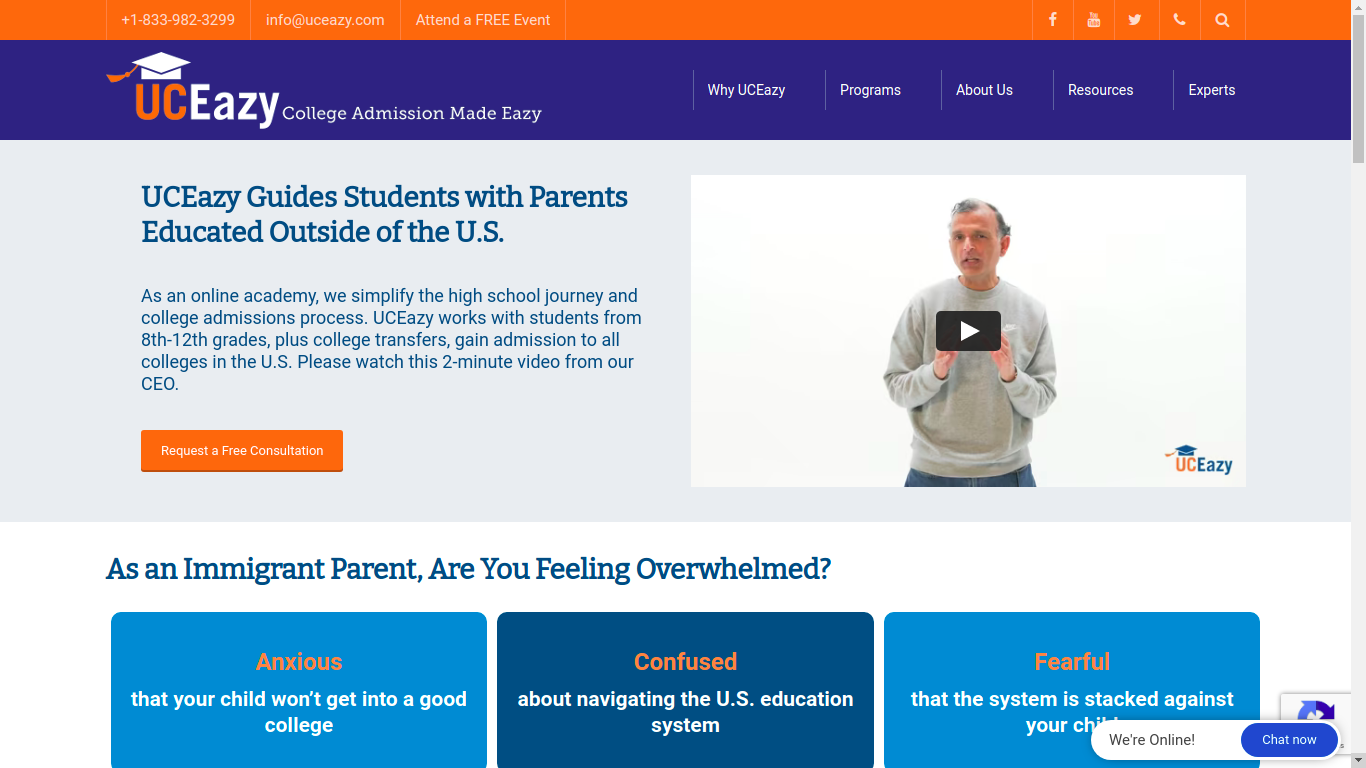 +1-833-982-3299
info@uceazy.com
Attend a FREE Event
You Tube
UCEazy College Admission Made Eazy
Why UCEazy
Programs
About Us
Resources
Experts
UCEazy Guides Students with Parents
Educated Outside of the U.S.
As an online academy, we simplify the high school journey and
college admissions process. UCEazy works with students from
8th-12th grades, plus college transfers, gain admission to all
colleges in the U.S. Please watch this 2-minute video from our
CEO.
Request a Free Consultation
UCEazy
As an Immigrant Parent, Are You Feeling Overwhelmed?
Anxious
that your child won’t get into a good
college
Confused
about navigating the U.S. education
system
Fearful
that the system is stacked against
your
We're Online!
Chat now